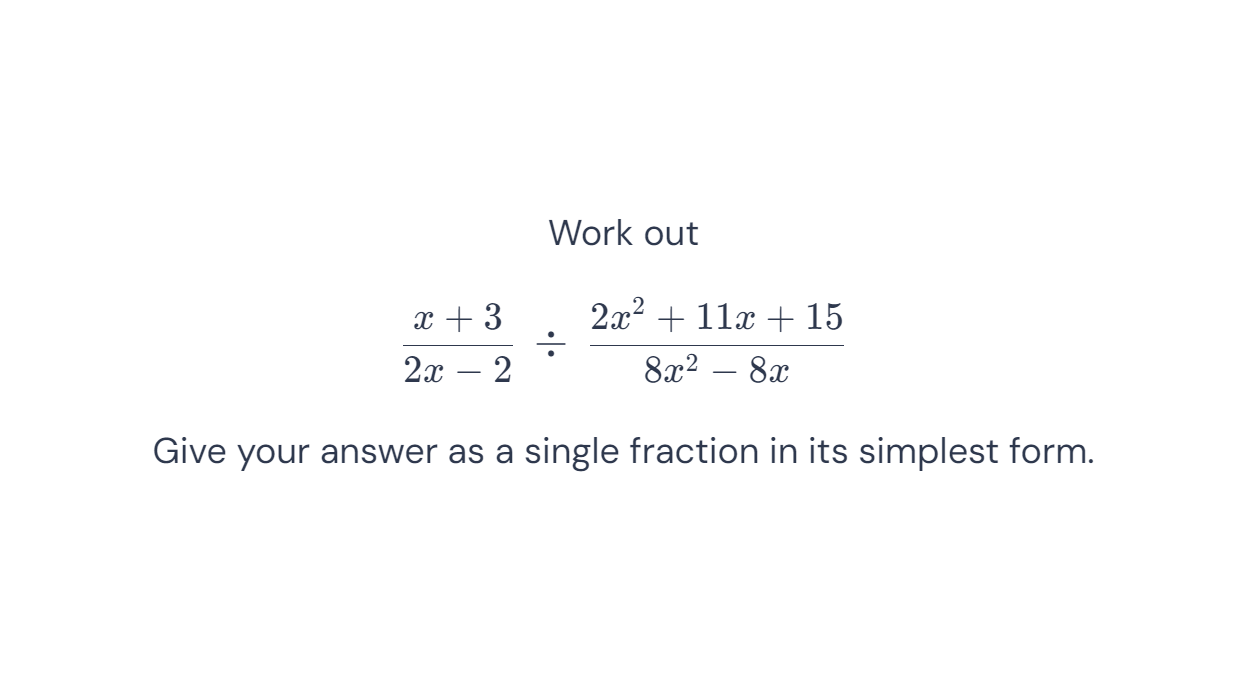 Work out
\frac{x + 3}{2x - 2} ÷ \frac{2x^2 + 11x + 15}{8x^2 - 8x}
Give your answer as a single fraction in its simplest form.